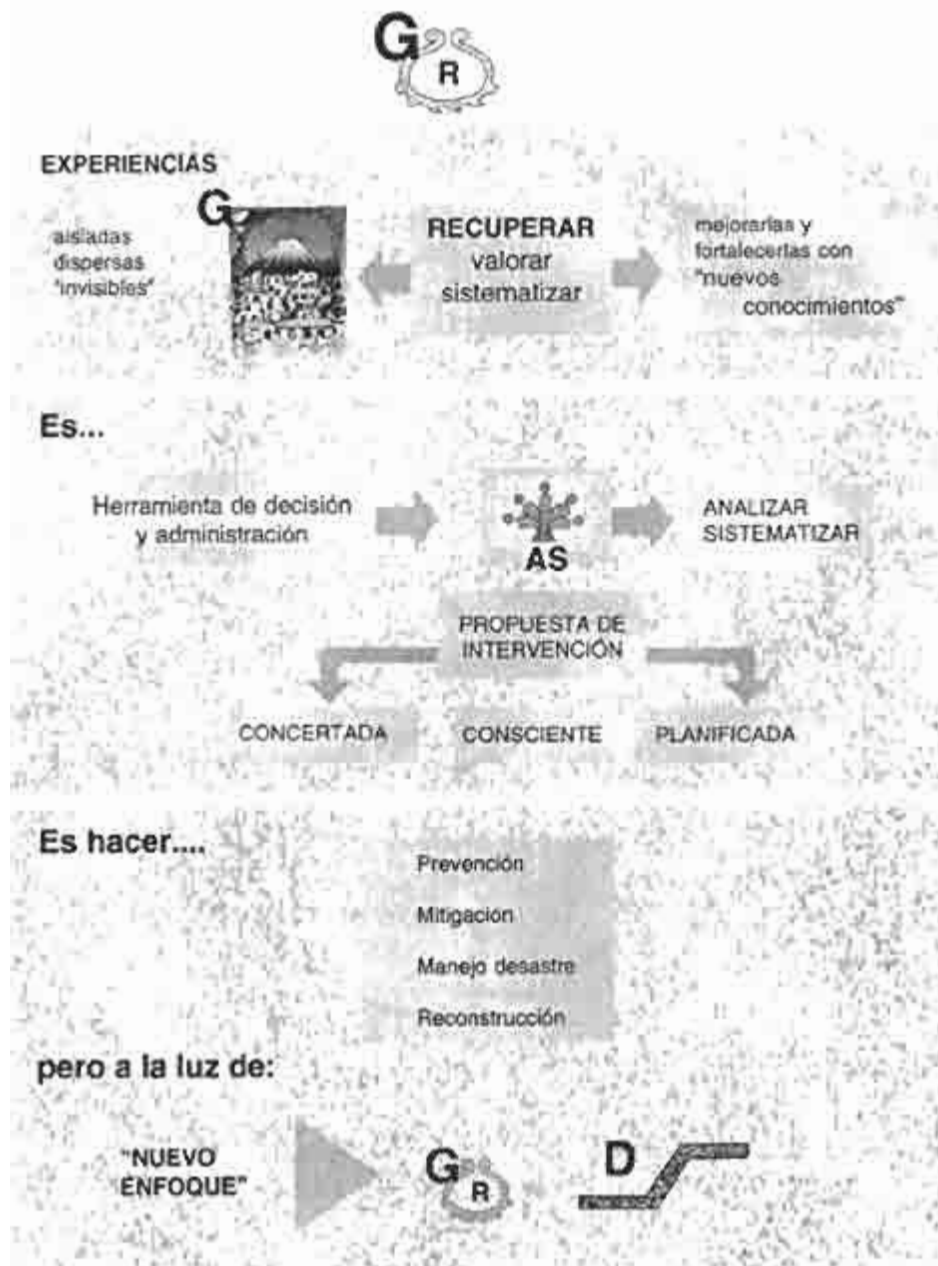 G
R
EXPERIENCIAS
G
aisladas
dispersas
"invisibles"
RECUPERAR
valorar
sistematizar
mejorarlas y
fortalecerlas con
"nuevos
conocimientos"
Es...
Herramienta de decisión
y administración
AS
ANALIZAR
SISTEMATIZAR
PROPUESTA DE
INTERVENCIÓN
CONCERTADA
CONSCIENTE
PLANIFICADA
Es hacer....
Prevención
Mitigación
Manejo desastre
Reconstrucción
pero a la luz de:
"NUEVO
ENFOQUE"
G
R
D